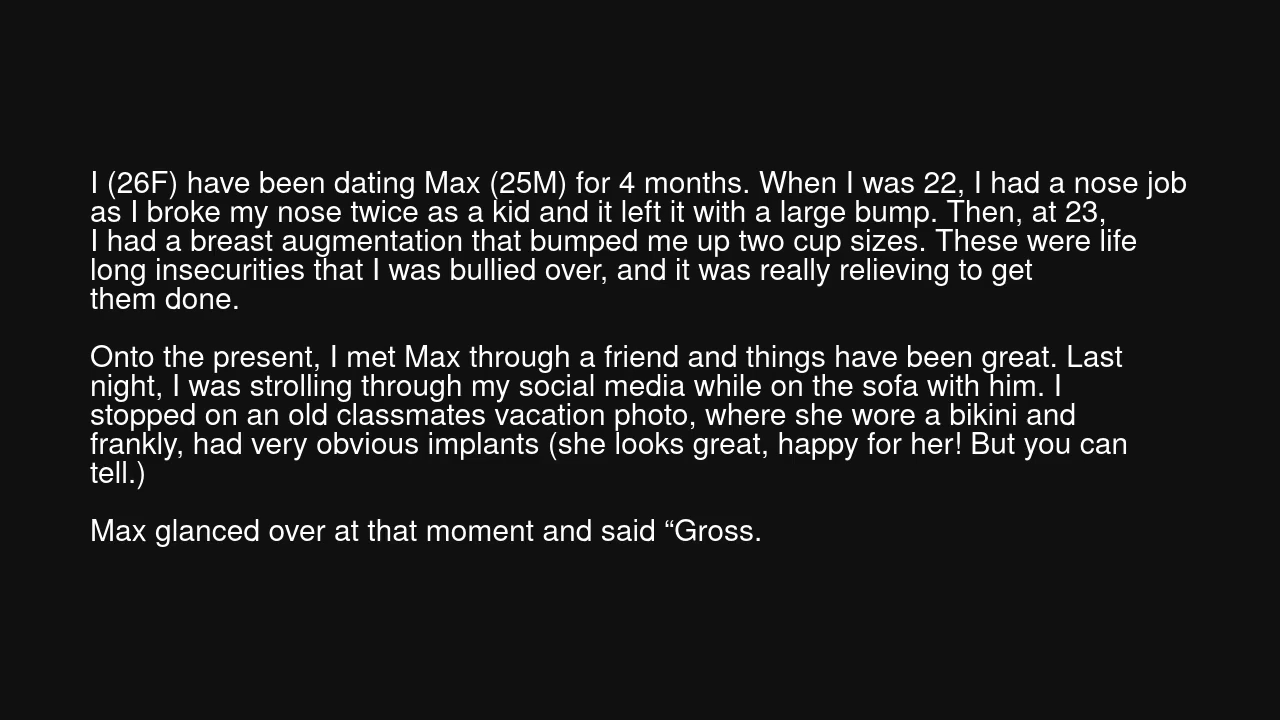 I (26F) have been dating Max (25M) for 4 months. When I was 22, I had a nose job
as I broke my nose twice as a kid and it left it with a large bump. Then, at 23,
I had a breast augmentation that bumped me up two cup sizes. These were life
long insecurities that I was bullied over, and it was really relieving to get
them done.
Onto the present, I met Max through a friend and things have been great. Last
night, I was strolling through my social media while on the sofa with him. I
stopped on an old classmates vacation photo, where she wore a bikini and
frankly, had very obvious implants (she looks great, happy for her! But you can
tell.)
Max glanced over at that moment and said “Gross.